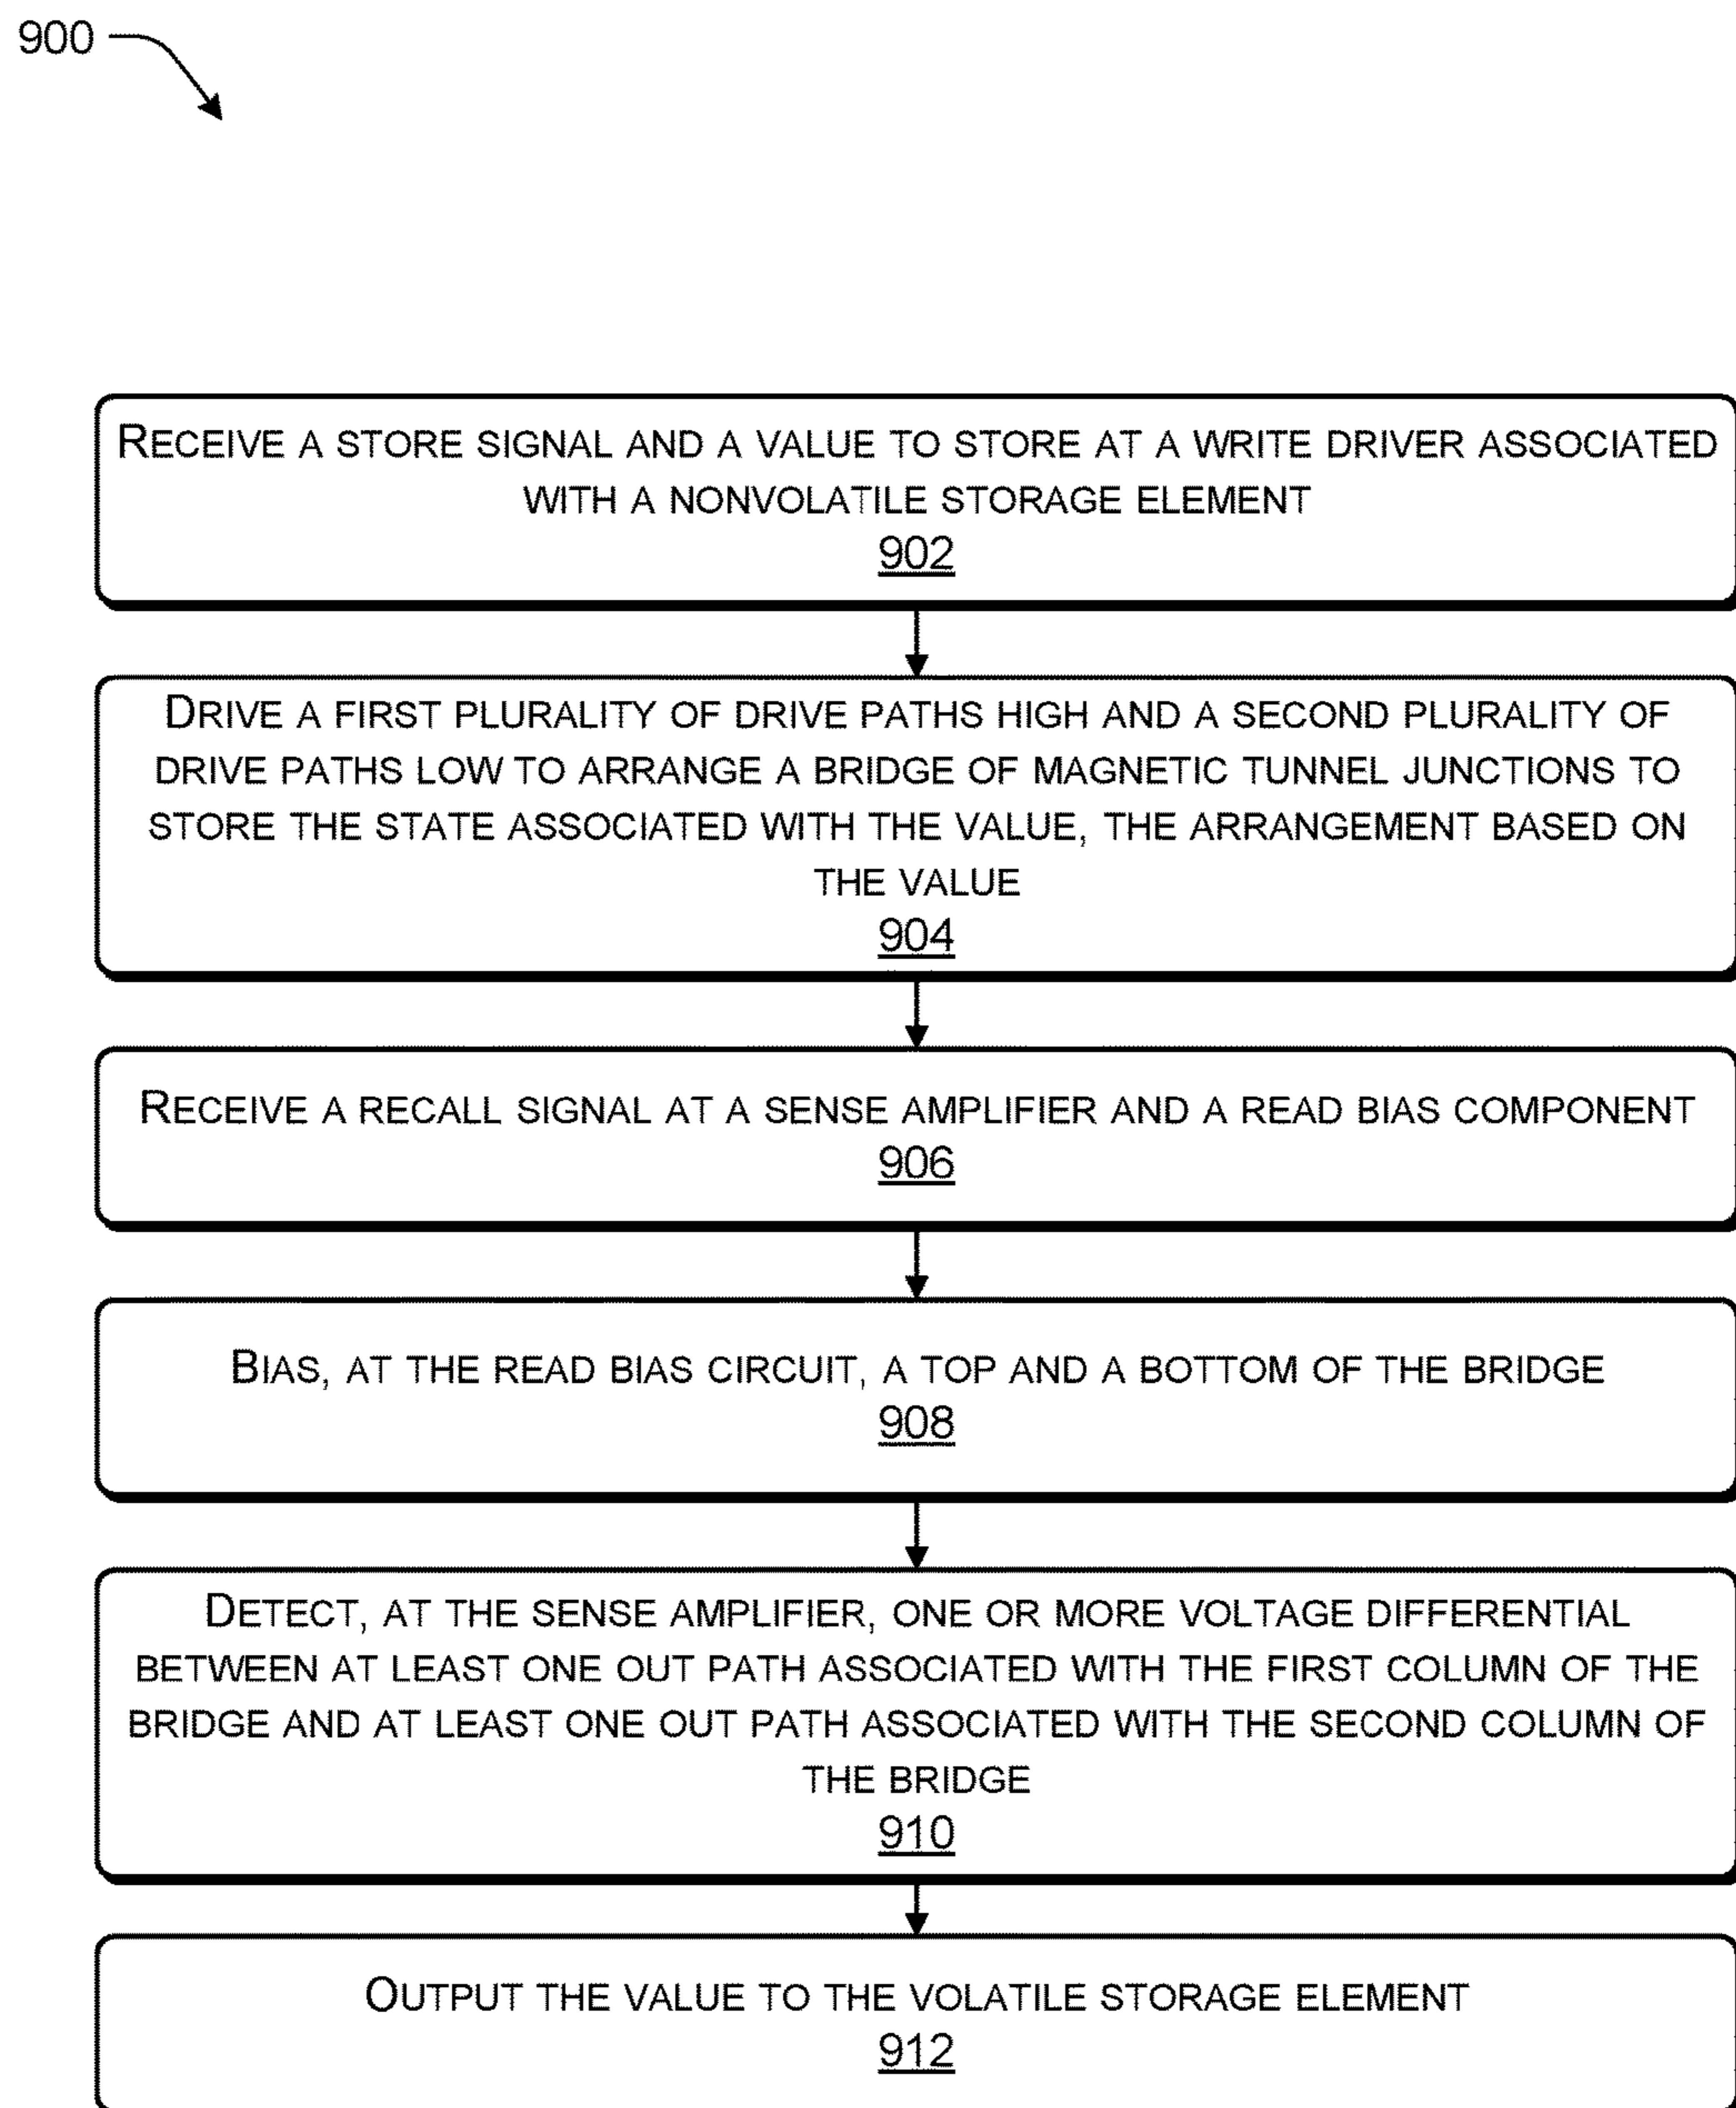 900
RECEIVE A STORE SIGNAL AND A VALUE TO STORE AT A WRITE DRIVER ASSOCIATED
WITH A NONVOLATILE STORAGE ELEMENT
902
DRIVE A FIRST PLURALITY OF DRIVE PATHS HIGH AND A SECOND PLURALITY OF
DRIVE PATHS LOW TO ARRANGE A BRIDGE OF MAGNETIC TUNNEL JUNCTIONS TO
STORE THE STATE ASSOCIATED WITH THE VALUE, THE ARRANGEMENT BASED ON
THE VALUE
904
RECEIVE A RECALL SIGNAL AT A SENSE AMPLIFIER AND A READ BIAS COMPONENT
906
BIAS, AT THE READ BIAS CIRCUIT, A TOP AND A BOTTOM OF THE BRIDGE
908
DETECT, AT THE SENSE AMPLIFIER, ONE OR MORE VOLTAGE DIFFERENTIAL
BETWEEN AT LEAST ONE OUT PATH ASSOCIATED WITH THE FIRST COLUMN OF THE
BRIDGE AND AT LEAST ONE OUT PATH ASSOCIATED WITH THE SECOND COLUMN OF
THE BRIDGE
910
OUTPUT THE VALUE TO THE VOLATILE STORAGE ELEMENT
912